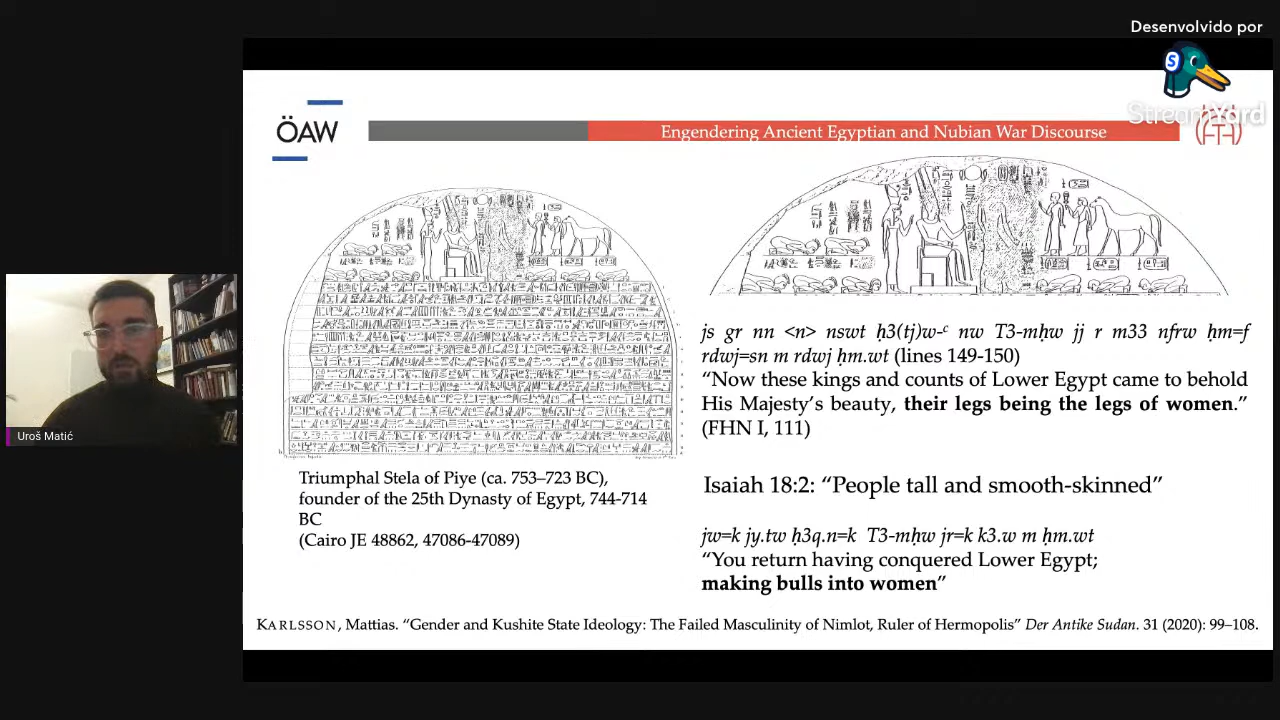 Desenvolvido por
StreamYard
ÖAW
Engendering Ancient Egyptian and Nubian War Discourse
Uroš Matić
Triumphal Stela of Piye (ca. 753–723 BC),
founder of the 25th Dynasty of Egypt, 744-714
BC
(Cairo JE 48862, 47086-47089)
js gr nn <n> nswt ḥ3(tj)w-ᶜ nw T3-mḥw jj r m33 nfrw ḥm=f
rdwj=sn m rdwj ḥm.wt (lines 149-150)
“Now these kings and counts of Lower Egypt came to behold
His Majesty’s beauty, their legs being the legs of women.”
(FHN I, 111)
Isaiah 18:2: “People tall and smooth-skinned”
jw=k jy.tw ḥ3q.n=k T3-mḥw jr=k k3.w m ḥm.wt
“You return having conquered Lower Egypt;
making bulls into women”
KARLSSON, Mattias. “Gender and Kushite State Ideology: The Failed Masculinity of Nimlot, Ruler of Hermopolis” Der Antike Sudan. 31 (2020): 99–108.